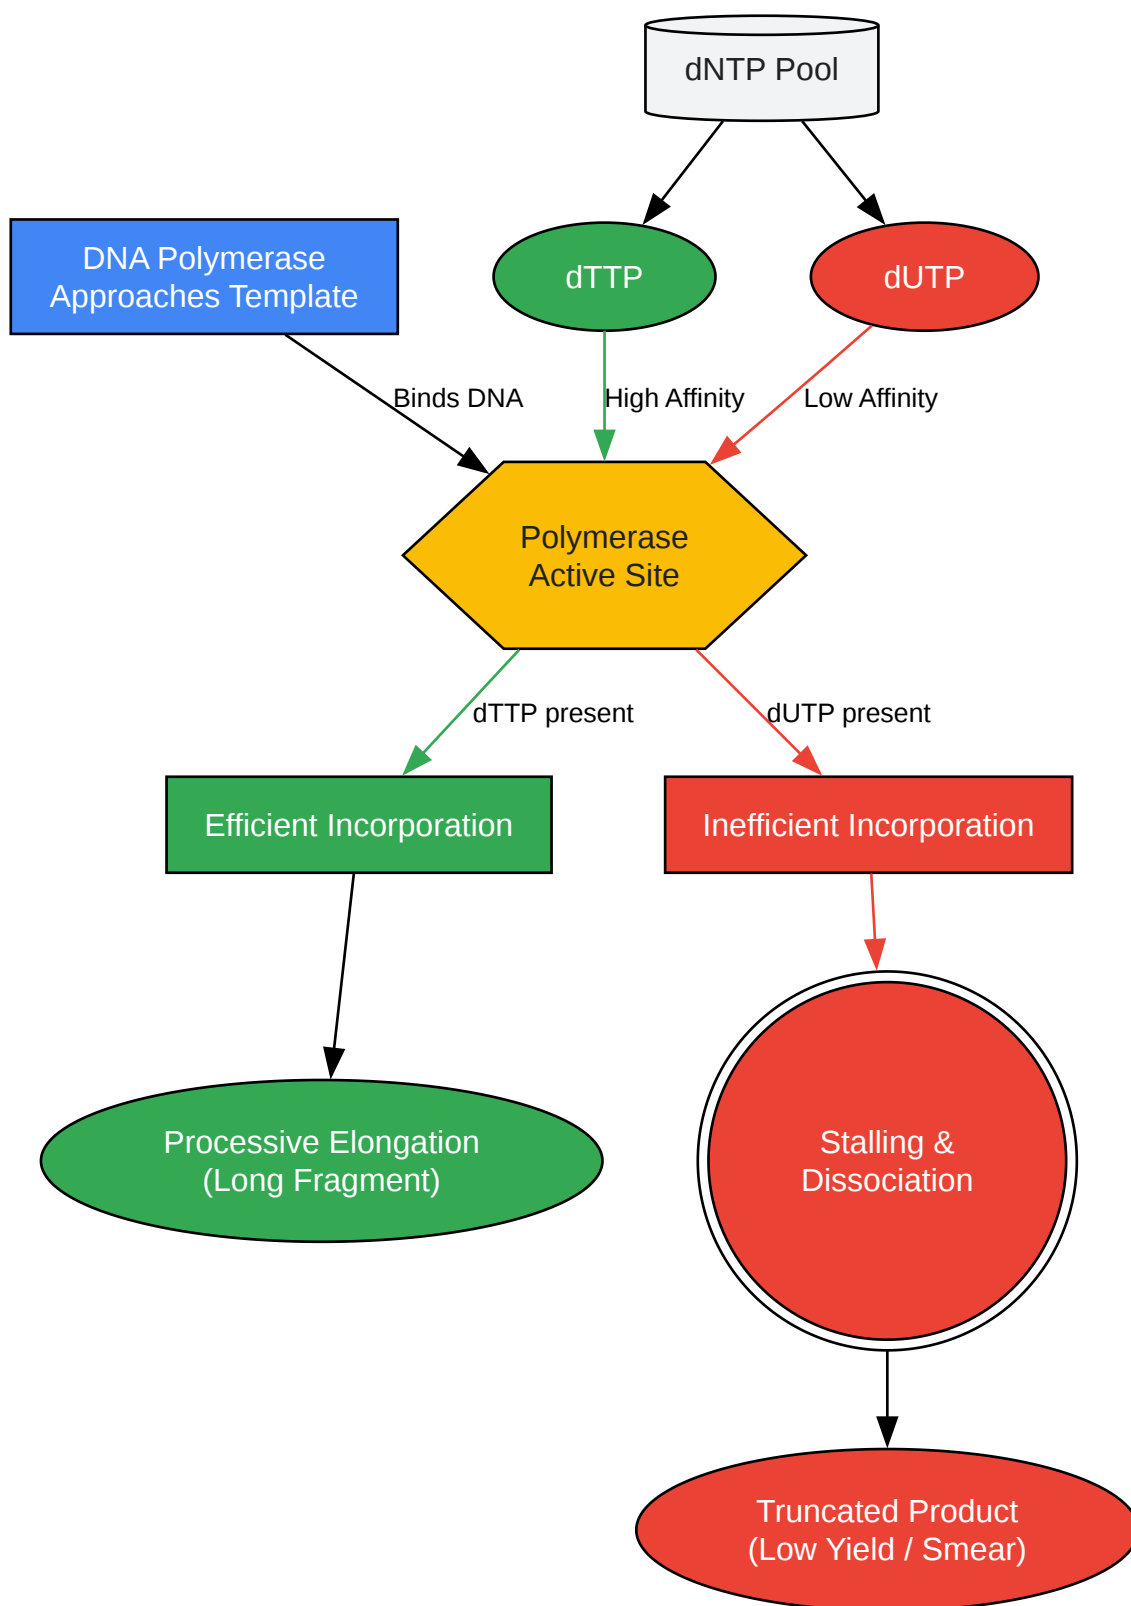 dNTP Pool
DNA Polymerase
Approaches Template
dTTP
dUTP
Binds DNA
High Affinity
Low Affinity
Polymerase
Active Site
dTTP present
dUTP present
Efficient Incorporation
Inefficient Incorporation
Processive Elongation
(Long Fragment)
Stalling &
Dissociation
Truncated Product
(Low Yield / Smear)